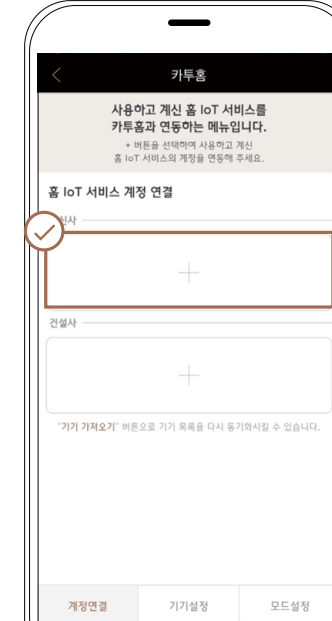 카투홈
사용하고 계신 홈 IoT 서비스를
카투홈과 연동하는 메뉴입니다.
+ 버튼을 선택하여 사용하고 계신
홈 IoT 서비스의 계정을 연동해 주세요.
홈 IoT 서비스 계정 연결
신사
건설사
"기기 가져오기" 버튼으로 기기 목록을 다시 동기화시킬 수 있습니다.
계정연결 기기설정 모드설정